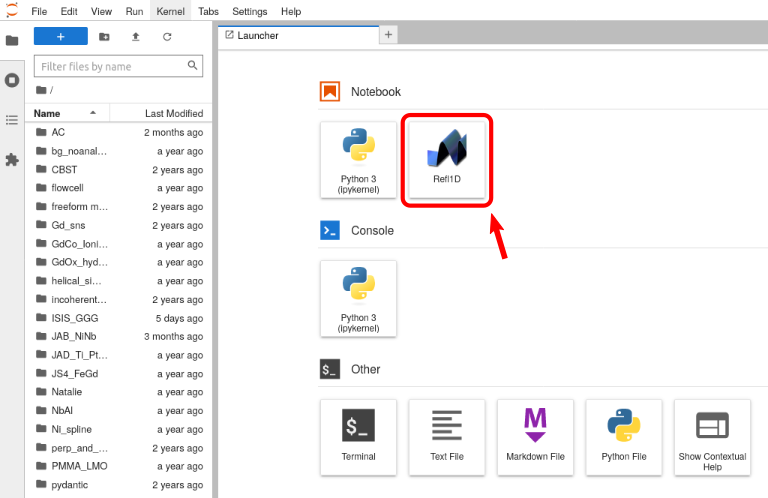 File Edit View Run Kernel Tabs Settings Help
+
Launcher
+
Filter files by name
/
Name Last Modified
AC 2 months ago
bg_noanal... a year ago
CBST 2 years ago
flowcell a year ago
freeform m... 2 years ago
Gd_sns 2 years ago
GdCo_Ioni... a year ago
GdOx_hyd... a year ago
helical_si... a year ago
incoherent... 2 years ago
ISIS_GGG 5 days ago
JAB_NiNb 3 months ago
JAD_Ti_Pt... a year ago
JS4_FeGd 2 years ago
Natalie a year ago
NbAl a year ago
Ni_spline a year ago
perp_and_... 2 years ago
PMMA_LMO a year ago
pydantic 2 years ago
Notebook
Python 3
(ipykernel)
Refl1D
Console
Python 3
(ipykernel)
$_ Other
$_
Terminal
Text File
M
Markdown File
Python File
Show Contextual
Help